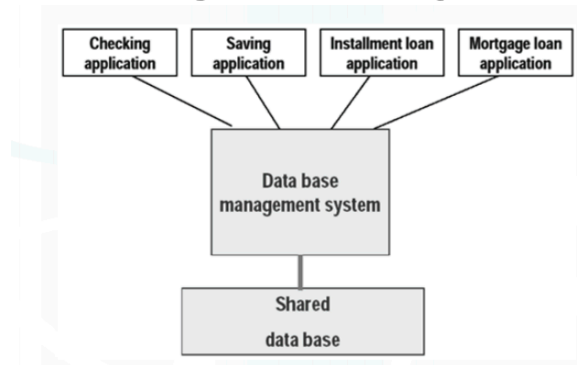 Checking
application
Saving
application
Installment loan
application
Mortgage loan
application
Data base
management system
Shared
data base